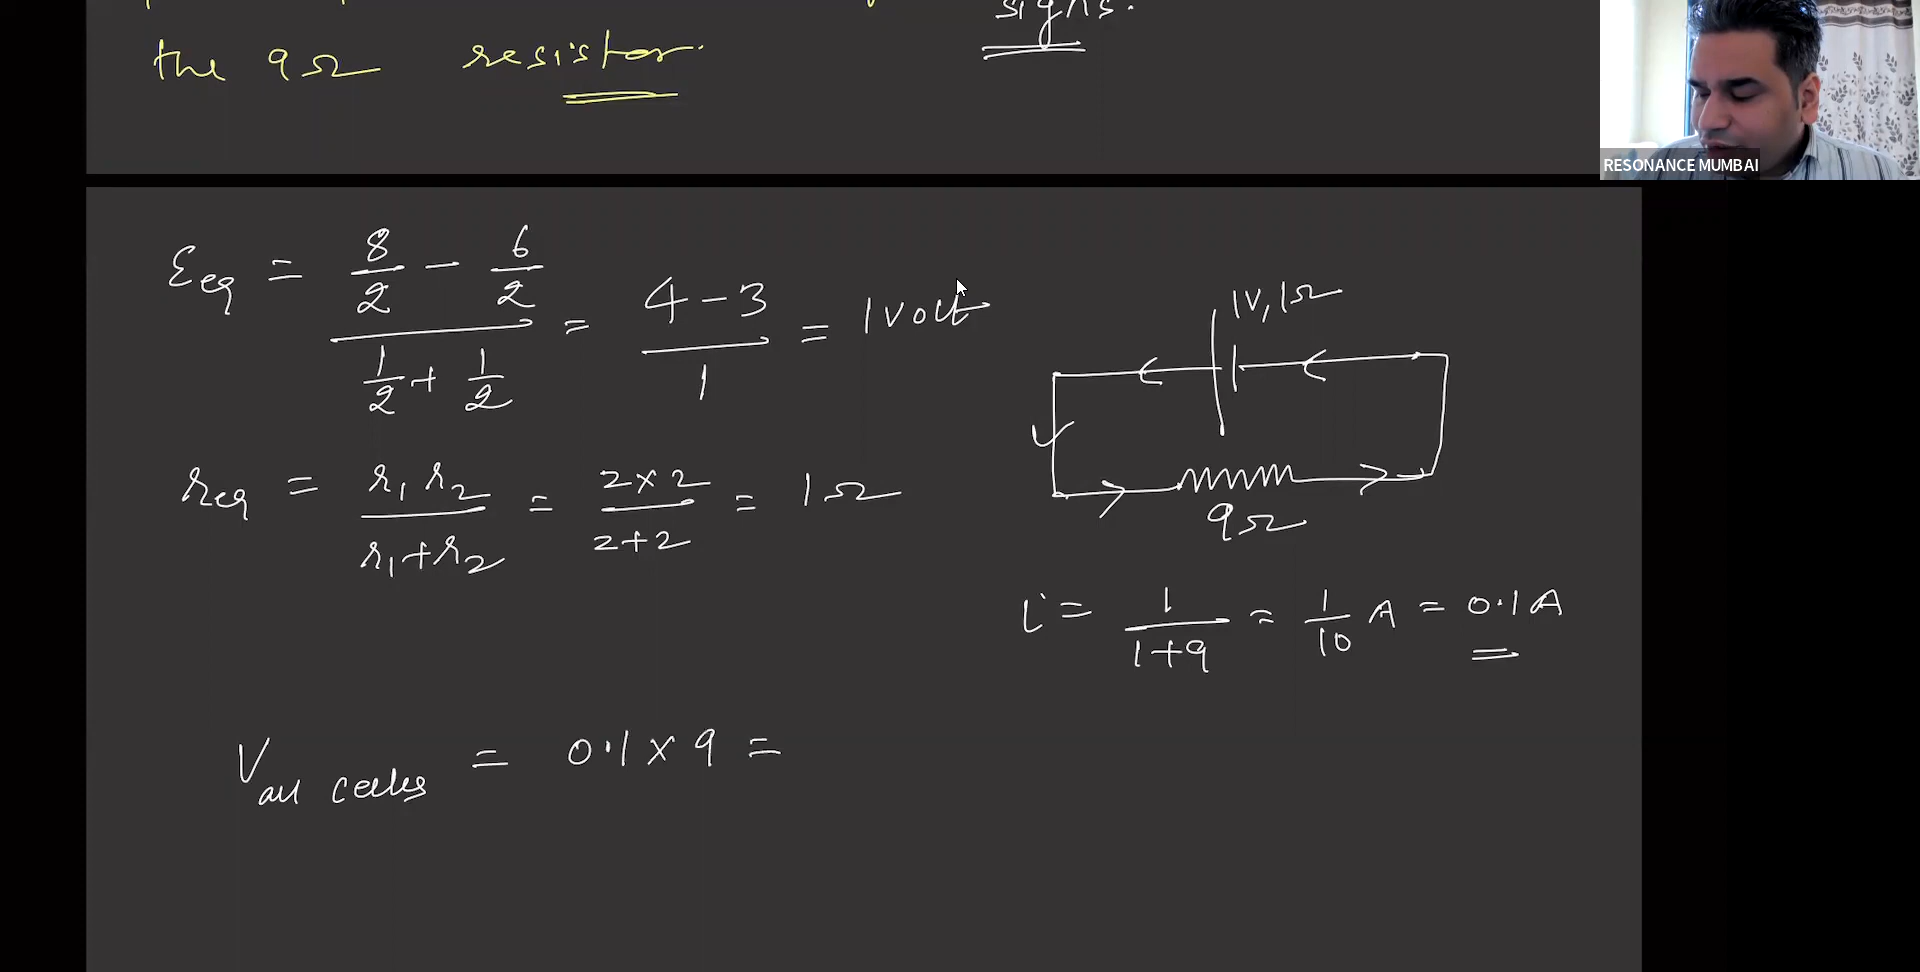 signs.
the 9Ω resistor.
RESONANCE MUMBAI
εeq = (8/2 - 6/2)/(1/2 + 1/2) = (4 - 3)/1 = 1 volt
1V, 1Ω
req = r₁r₂/(r₁+r₂) = (2×2)/(2+2) = 1Ω
9Ω
i = 1/(1+9) = 1/10 A = 0.1A
V all cells = 0.1 × 9 =